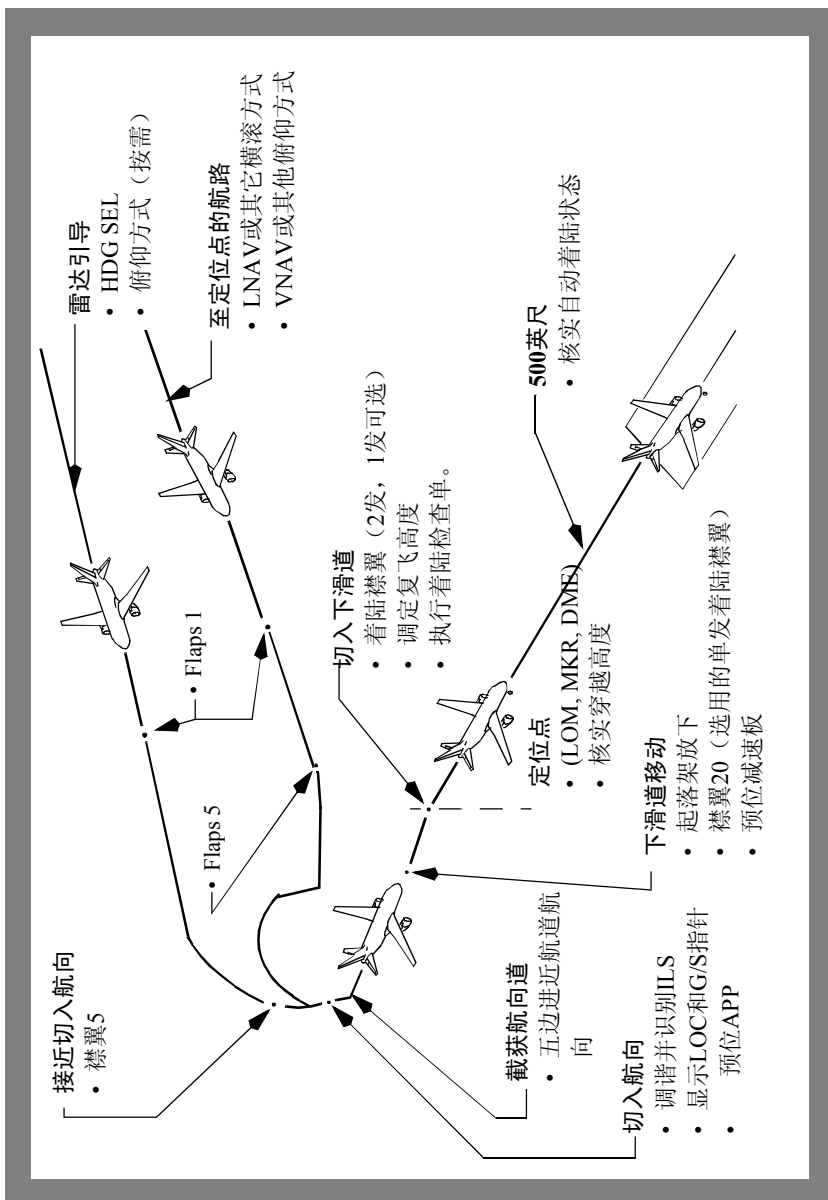 雷达引导
• HDG SEL
• 俯仰方式（按需）
至定位点的航路
• LNAV或其它横滚方式
• VNAV或其他俯仰方式
• Flaps 1
• Flaps 5
接近切入航向
• 襟翼5
切入下滑道
• 着陆襟翼（2发，1发可选）
• 调定复飞高度
• 执行着陆检查单。
500英尺
• 核实自动着陆状态
定位点
• (LOM, MKR, DME)
• 核实穿越高度
下滑道移动
• 起落架放下
• 襟翼20（选用的单发着陆襟翼）
• 预位减速板
截获航向道
• 五边进近航道航
向
切入航向
• 调谐并识别ILS
• 显示LOC和G/S指针
• 预位APP